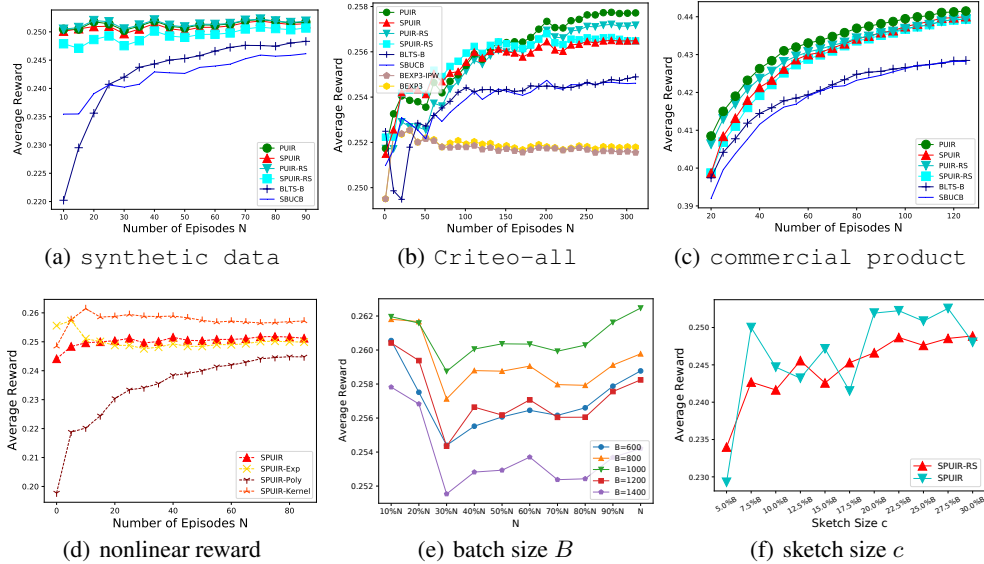 0.250
0.245
0.240
0.235
0.230
0.225
0.220
Average Reward
PUIR
SPUIR
PUIR-RS
SPUIR-RS
BLTS-B
SBUCB
10 20 30 40 50 60 70 80 90
Number of Episodes N
(a) synthetic data
0.258
0.256
0.254
0.252
0.250
Average Reward
PUIR
SPUIR
PUIR-RS
SPUIR-RS
BLTS-B
SBUCB
BEXP3-IPW
BEXP3
0 50 100 150 200 250 300
Number of Episodes N
(b) Criteo-all
0.44
0.43
0.42
0.41
0.40
0.39
Average Reward
PUIR
SPUIR
PUIR-RS
SPUIR-RS
BLTS-B
SBUCB
20 40 60 80 100 120
Number of Episodes N
(c) commercial product
0.26
0.25
0.24
0.23
0.22
0.21
0.20
Average Reward
SPUIR
SPUIR-Exp
SPUIR-Poly
SPUIR-Kernel
0 20 40 60 80
Number of Episodes N
(d) nonlinear reward
0.262
0.260
0.258
0.256
0.254
0.252
Average Reward
B=600
B=800
B=1000
B=1200
B=1400
10%N 20%N 30%N 40%N 50%N 60%N 70%N 80%N 90%N N
N
(e) batch size B
0.250
0.245
0.240
0.235
0.230
Average Reward
SPUIR-RS
SPUIR
5.0%B 7.5%B 10.0%B 12.5%B 15.0%B 17.5%B 20.0%B 22.5%B 25.0%B 27.5%B 30.0%B
Sketch Size c
(f) sketch size c